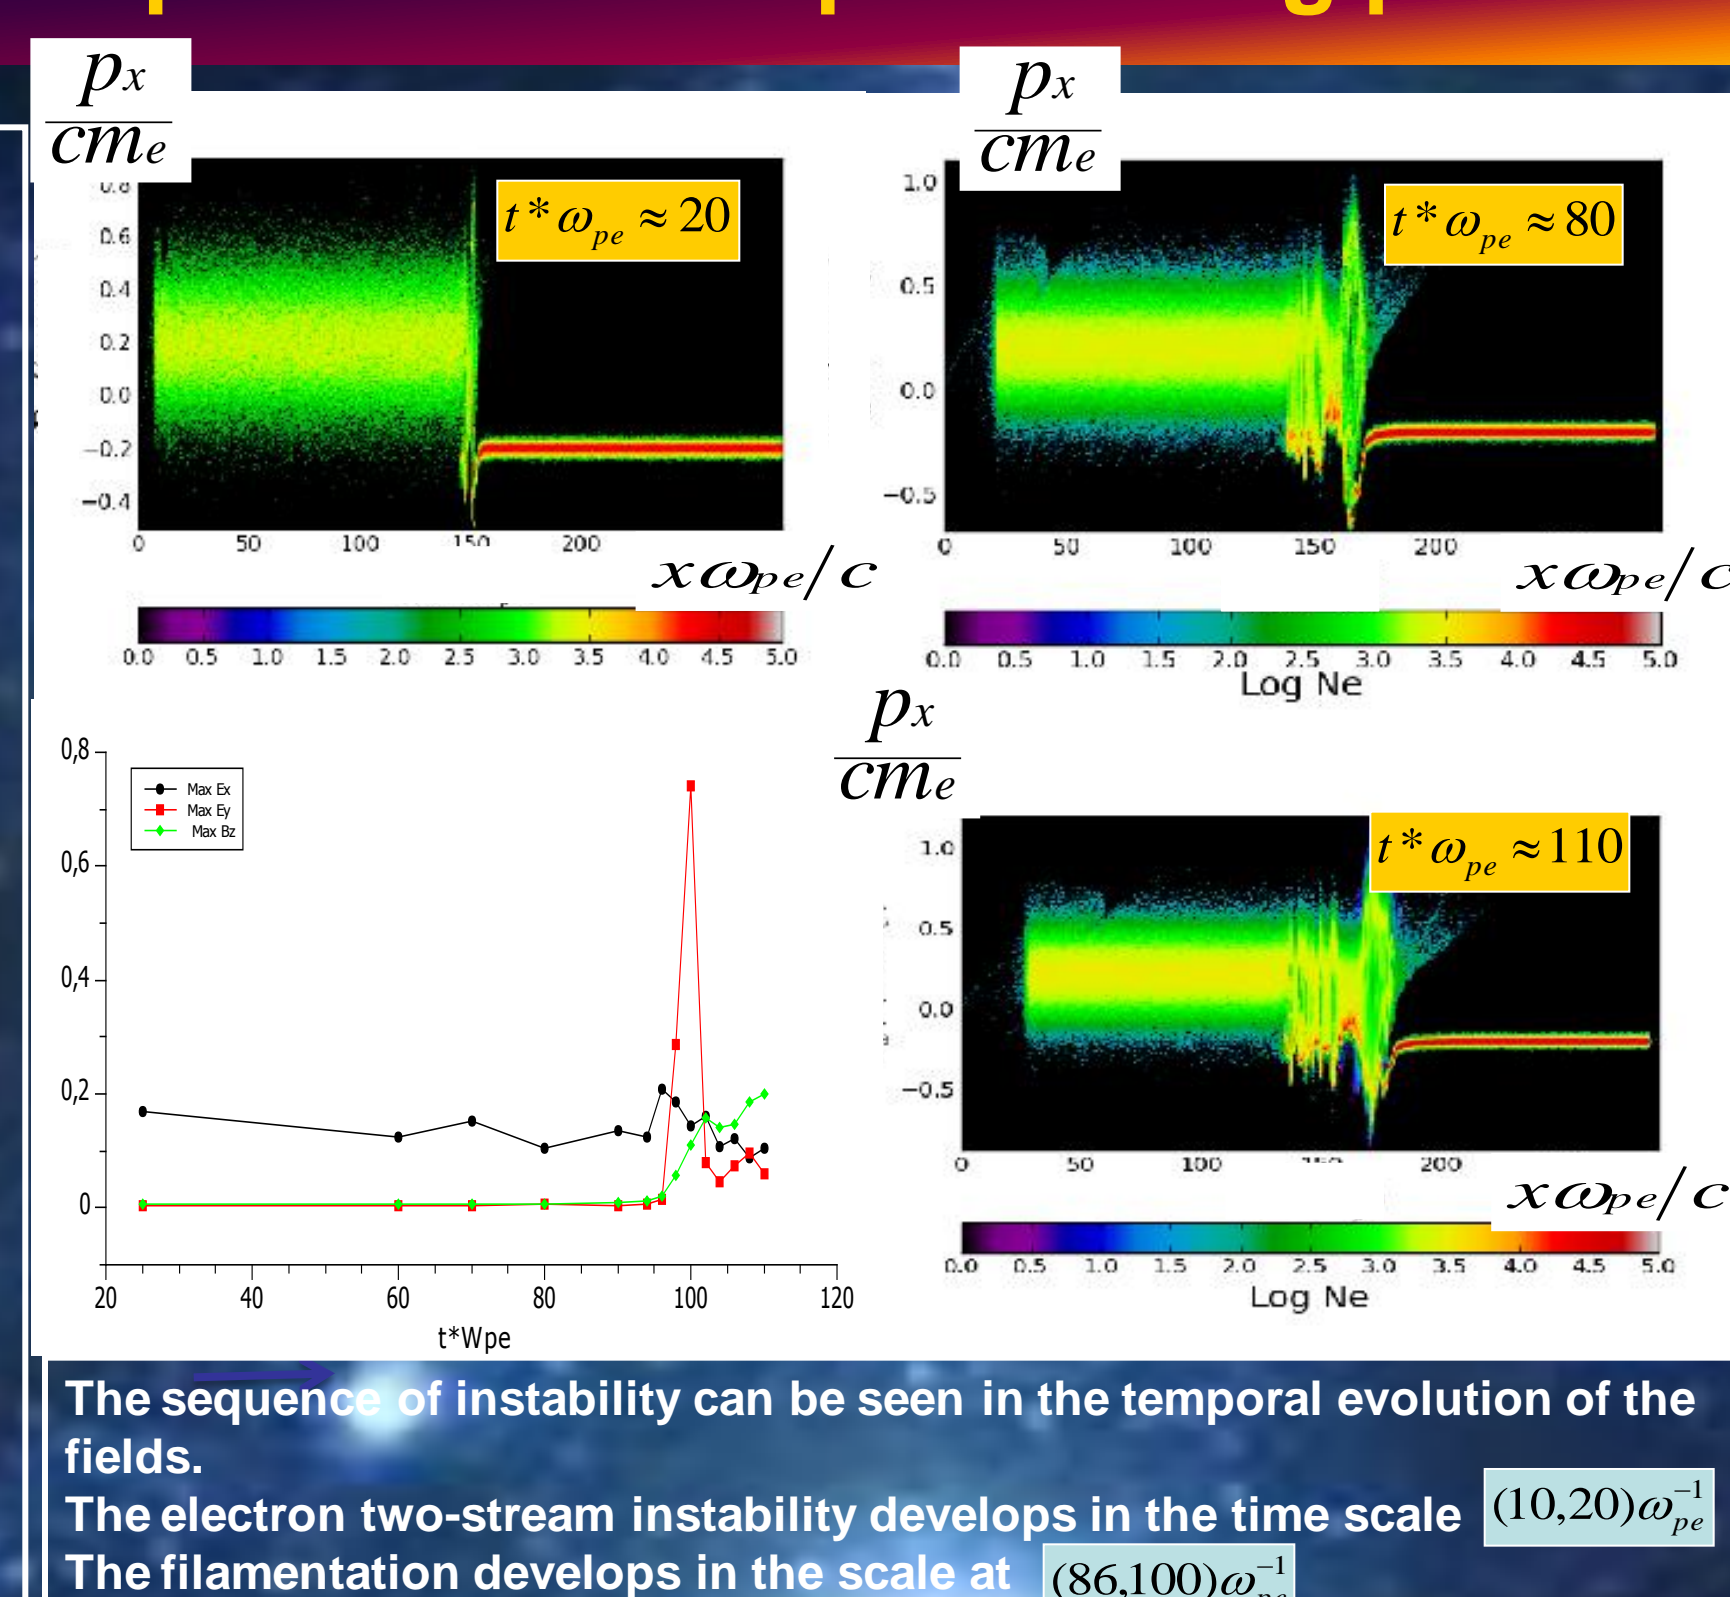 px
cme
px
cme
t * ωpe ≈ 20
t * ωpe ≈ 80
0.6
0.4
0.2
0.0
−0.2
−0.4
0 50 100 150 200
xωpe/c
0.0 0.5 1.0 1.5 2.0 2.5 3.0 3.5 4.0 4.5 5.0
1.0
0.5
0.0
−0.5
0 50 100 150 200
xωpe/c
0.0 0.5 1.0 1.5 2.0 2.5 3.0 3.5 4.0 4.5 5.0
Log Ne
0,8
0,6
0,4
0,2
0
Max Ex
Max Ey
Max Bz
20 40 60 80 100 120
t*Wpe
px
cme
t * ωpe ≈ 110
1.0
0.5
0.0
−0.5
0 50 100 200
xωpe/c
0.0 0.5 1.0 1.5 2.0 2.5 3.0 3.5 4.0 4.5 5.0
Log Ne
The sequence of instability can be seen in the temporal evolution of the
fields.
The electron two-stream instability develops in the time scale (10,20)ωpe⁻¹
The filamentation develops in the scale at (86,100)ωpe⁻¹